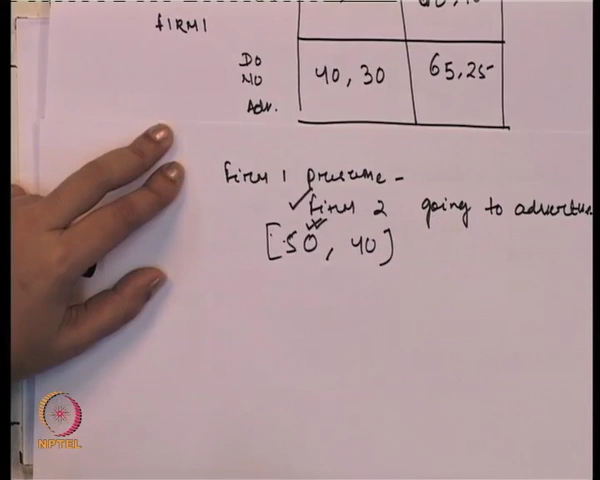 FIRM 1
DO
NO
Adv.
40, 30
65, 25
Firm 1 presume -
✓ Firm 2 going to advertise
[50, 40]
NPTEL